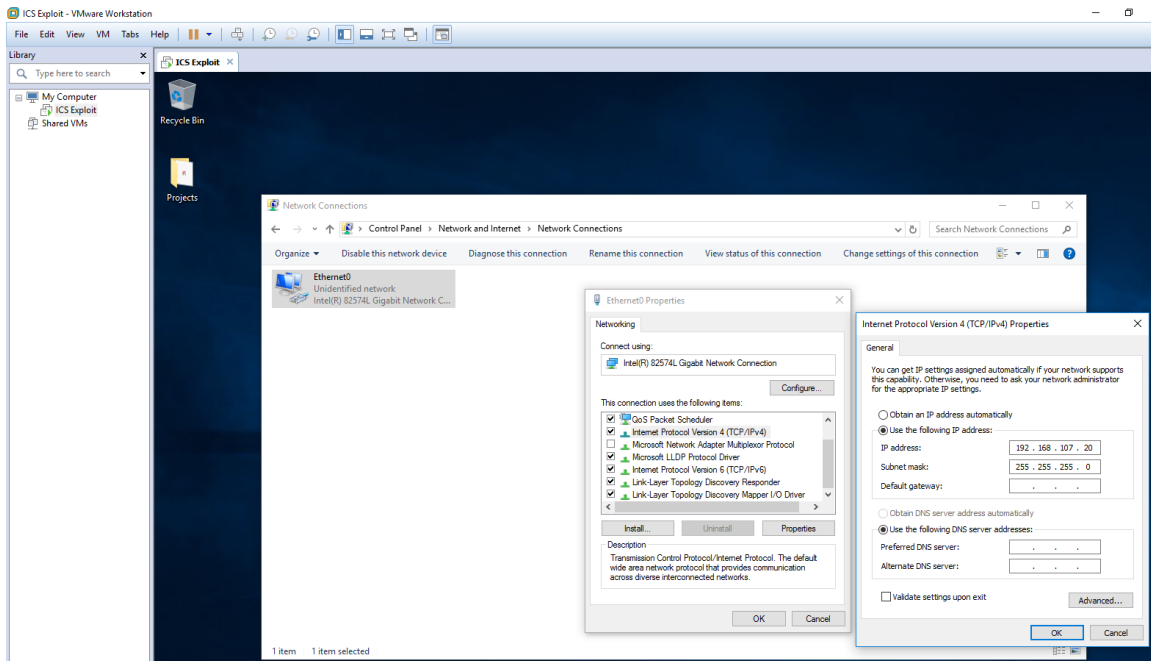 ICS Exploit - VMware Workstation
File Edit View VM Tabs Help
Library
Type here to search
My Computer
ICS Exploit
Shared VMs
ICS Exploit
Recycle Bin
Projects
Network Connections
Control Panel > Network and Internet > Network Connections
Search Network Connections
Organize Disable this network device Diagnose this connection Rename this connection View status of this connection Change settings of this connection
Ethernet0
Unidentified network
Intel(R) 82574L Gigabit Network C...
Ethernet0 Properties
Networking
Connect using:
Intel(R) 82574L Gigabit Network Connection
Configure...
This connection uses the following items:
QoS Packet Scheduler
Internet Protocol Version 4 (TCP/IPv4)
Microsoft Network Adapter Multiplexor Protocol
Microsoft LLDP Protocol Driver
Internet Protocol Version 6 (TCP/IPv6)
Link-Layer Topology Discovery Responder
Link-Layer Topology Discovery Mapper I/O Driver
Install... Uninstall Properties
Description
Transmission Control Protocol/Internet Protocol. The default
wide area network protocol that provides communication
across diverse interconnected networks.
OK Cancel
Internet Protocol Version 4 (TCP/IPv4) Properties
General
You can get IP settings assigned automatically if your network supports
this capability. Otherwise, you need to ask your network administrator
for the appropriate IP settings.
Obtain an IP address automatically
Use the following IP address:
IP address: 192 . 168 . 107 . 20
Subnet mask: 255 . 255 . 255 . 0
Default gateway: . . .
Obtain DNS server address automatically
Use the following DNS server addresses:
Preferred DNS server: . . .
Alternate DNS server: . . .
Validate settings upon exit
Advanced...
OK Cancel
1 item 1 item selected